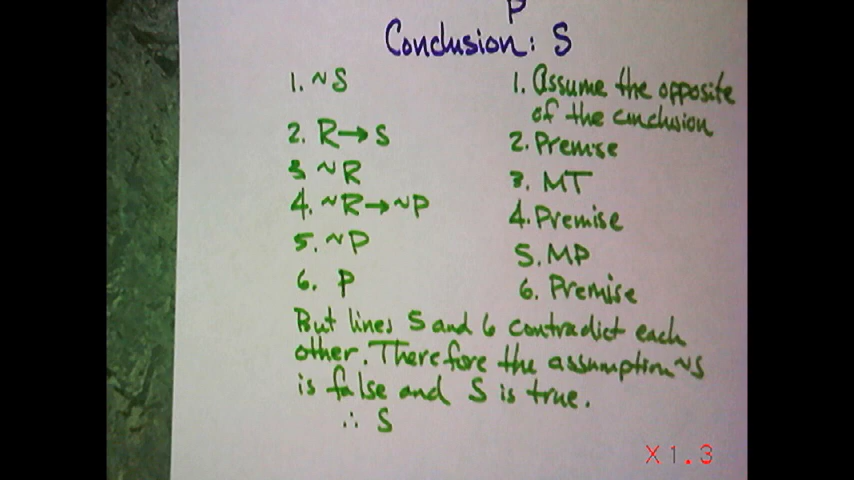 P
Conclusion: S
1. ~S 1. Assume the opposite
of the conclusion
2. R→S 2. Premise
3 ~R 3. MT
4. ~R→~P 4. Premise
5. ~P 5. MP
6. P 6. Premise
But lines 5 and 6 contradict each
other. Therefore the assumption ~S
is false and S is true.
∴ S
X1.3